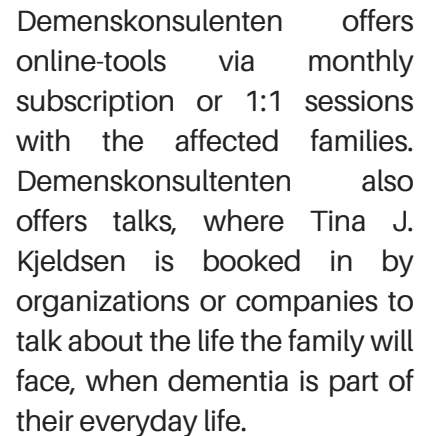 Demenskonsulenten offers
online-tools via monthly
subscription or 1:1 sessions
with the affected families.
Demenskonsultenten also
offers talks, where Tina J.
Kjeldsen is booked in by
organizations or companies to
talk about the life the family will
face, when dementia is part of
their everyday life.